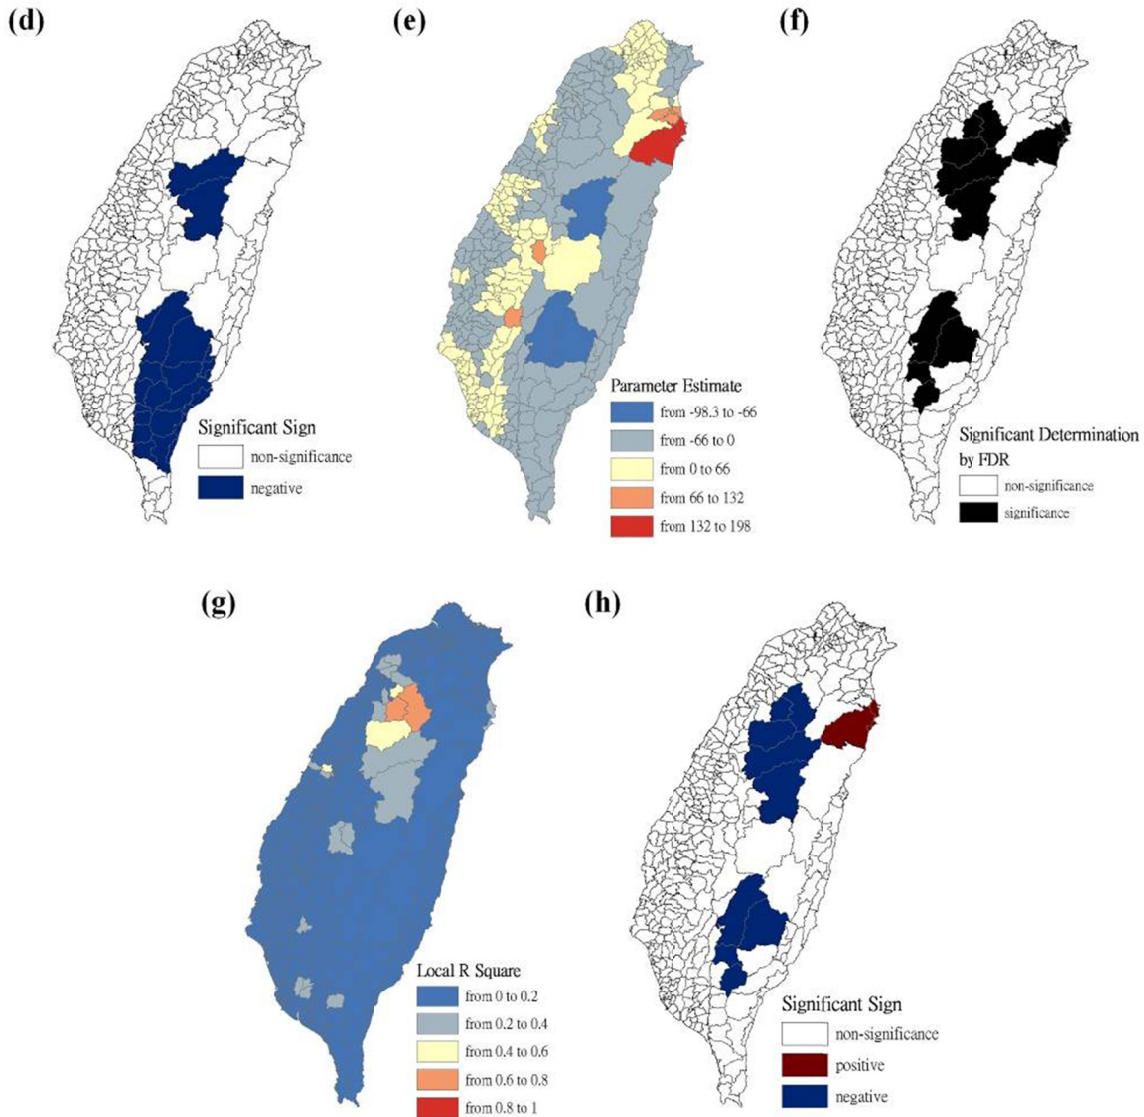 (d)
(e)
(f)
Significant Sign
non-significance
negative
Parameter Estimate
from -98.3 to -66
from -66 to 0
from 0 to 66
from 66 to 132
from 132 to 198
Significant Determination
by FDR
non-significance
significance
(g)
(h)
Local R Square
from 0 to 0.2
from 0.2 to 0.4
from 0.4 to 0.6
from 0.6 to 0.8
from 0.8 to 1
Significant Sign
non-significance
positive
negative